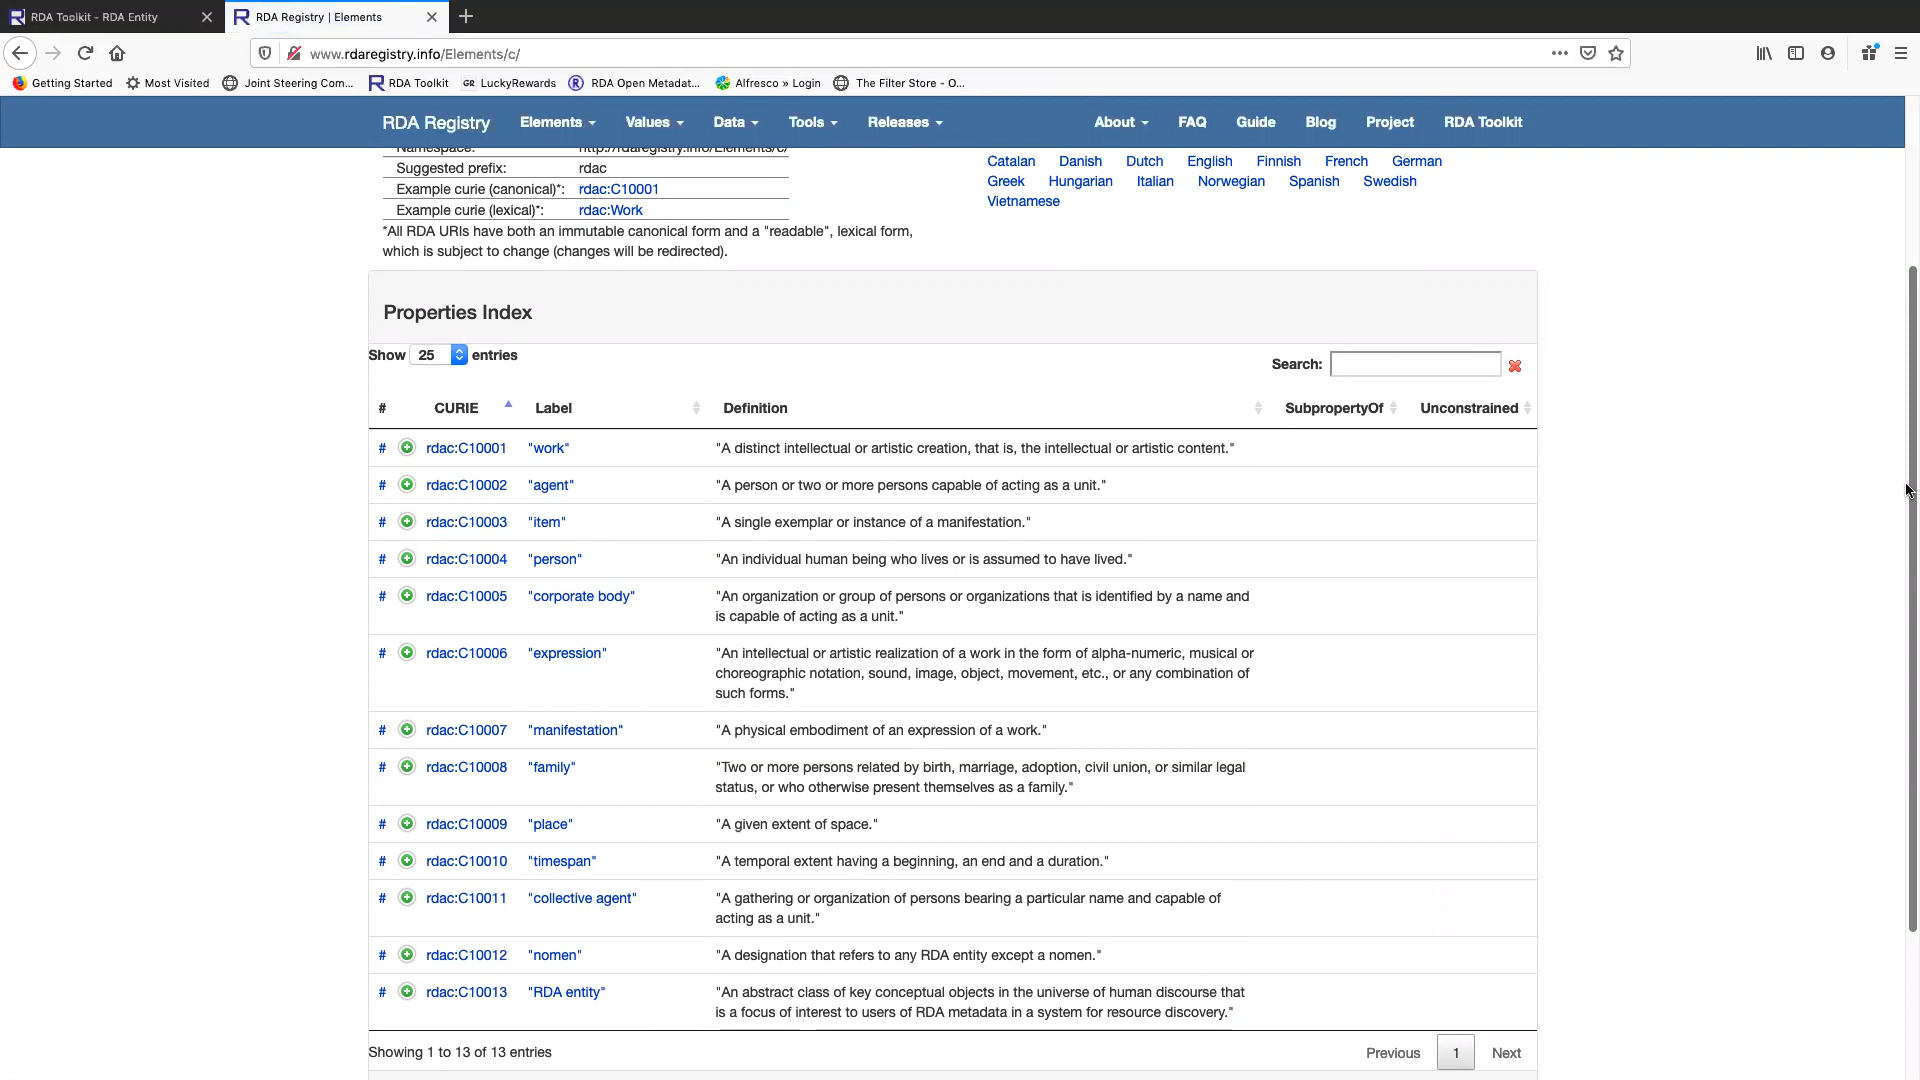 RDA Toolkit - RDA Entity
RDA Registry | Elements
www.rdaregistry.info/Elements/c/
Getting Started Most Visited Joint Steering Com... RDA Toolkit GR LuckyRewards RDA Open Metadat... Alfresco » Login The Filter Store - O...
RDA Registry Elements Values Data Tools Releases About FAQ Guide Blog Project RDA Toolkit
Namespace: http://rdaregistry.info/Elements/c/
Suggested prefix: rdac
Example curie (canonical)*: rdac:C10001
Example curie (lexical)*: rdac:Work
*All RDA URIs have both an immutable canonical form and a "readable", lexical form,
which is subject to change (changes will be redirected).
Catalan Danish Dutch English Finnish French German
Greek Hungarian Italian Norwegian Spanish Swedish
Vietnamese
Properties Index
Show 25 entries
Search:
# CURIE Label Definition SubpropertyOf Unconstrained
# rdac:C10001 "work" "A distinct intellectual or artistic creation, that is, the intellectual or artistic content."
# rdac:C10002 "agent" "A person or two or more persons capable of acting as a unit."
# rdac:C10003 "item" "A single exemplar or instance of a manifestation."
# rdac:C10004 "person" "An individual human being who lives or is assumed to have lived."
# rdac:C10005 "corporate body" "An organization or group of persons or organizations that is identified by a name and
is capable of acting as a unit."
# rdac:C10006 "expression" "An intellectual or artistic realization of a work in the form of alpha-numeric, musical or
choreographic notation, sound, image, object, movement, etc., or any combination of
such forms."
# rdac:C10007 "manifestation" "A physical embodiment of an expression of a work."
# rdac:C10008 "family" "Two or more persons related by birth, marriage, adoption, civil union, or similar legal
status, or who otherwise present themselves as a family."
# rdac:C10009 "place" "A given extent of space."
# rdac:C10010 "timespan" "A temporal extent having a beginning, an end and a duration."
# rdac:C10011 "collective agent" "A gathering or organization of persons bearing a particular name and capable of
acting as a unit."
# rdac:C10012 "nomen" "A designation that refers to any RDA entity except a nomen."
# rdac:C10013 "RDA entity" "An abstract class of key conceptual objects in the universe of human discourse that
is a focus of interest to users of RDA metadata in a system for resource discovery."
Showing 1 to 13 of 13 entries
Previous 1 Next